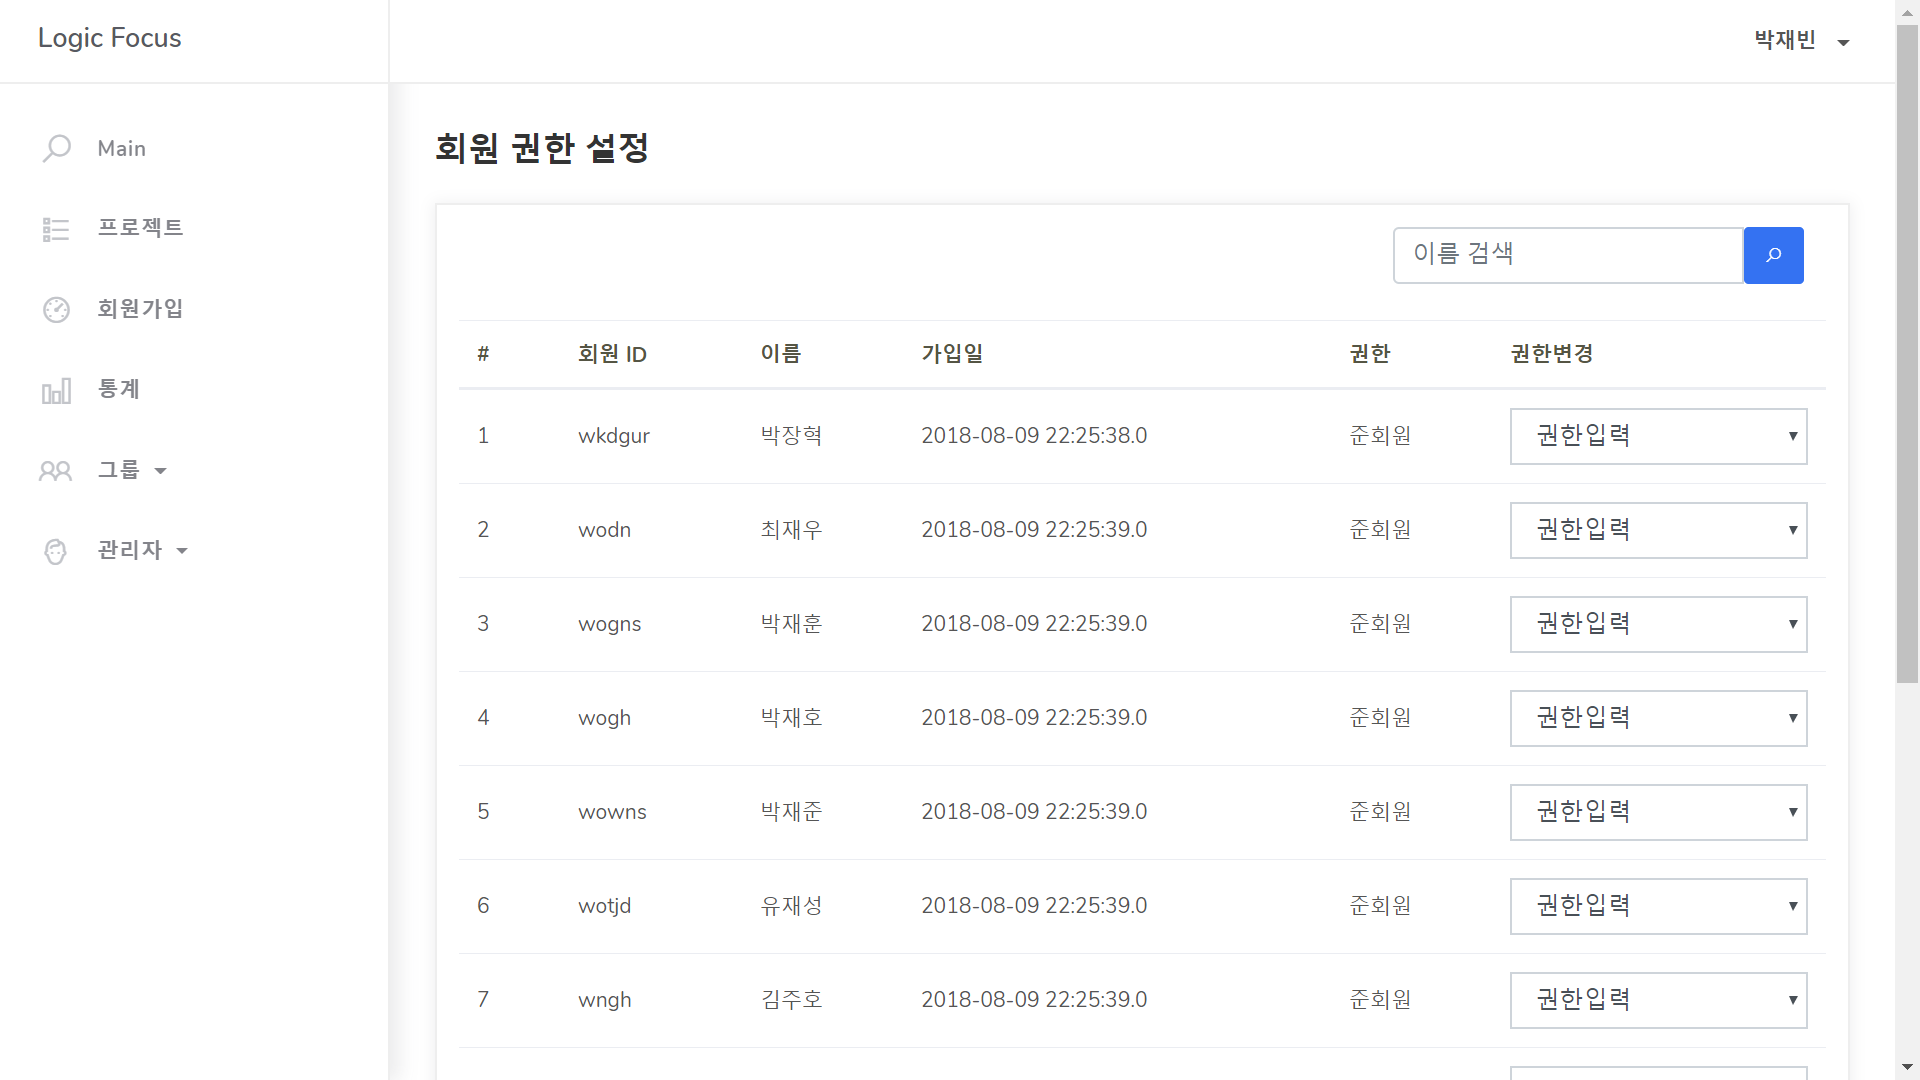 Logic Focus
박재빈
Main
프로젝트
회원가입
통계
그룹
관리자
회원 권한 설정
이름 검색
# 회원 ID 이름 가입일 권한 권한변경
1 wkdgur 박장혁 2018-08-09 22:25:38.0 준회원 권한입력
2 wodn 최재우 2018-08-09 22:25:39.0 준회원 권한입력
3 wogns 박재훈 2018-08-09 22:25:39.0 준회원 권한입력
4 wogh 박재호 2018-08-09 22:25:39.0 준회원 권한입력
5 wowns 박재준 2018-08-09 22:25:39.0 준회원 권한입력
6 wotjd 유재성 2018-08-09 22:25:39.0 준회원 권한입력
7 wngh 김주호 2018-08-09 22:25:39.0 준회원 권한입력